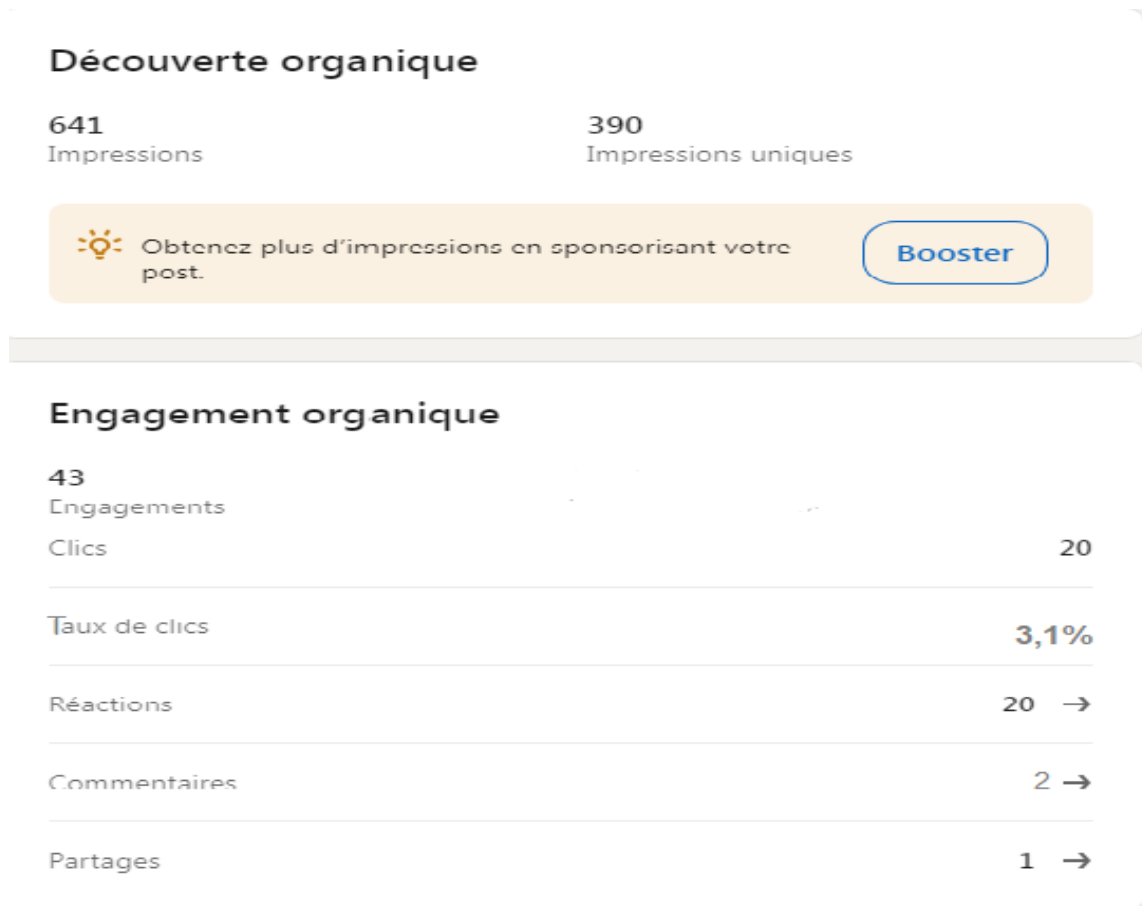 Découverte organique
641 390
Impressions Impressions uniques
Obtenez plus d'impressions en sponsorisant votre
post.
Booster
Engagement organique
43
Engagements
Clics 20
Taux de clics 3,1%
Réactions 20 →
Commentaires 2 →
Partages 1 →